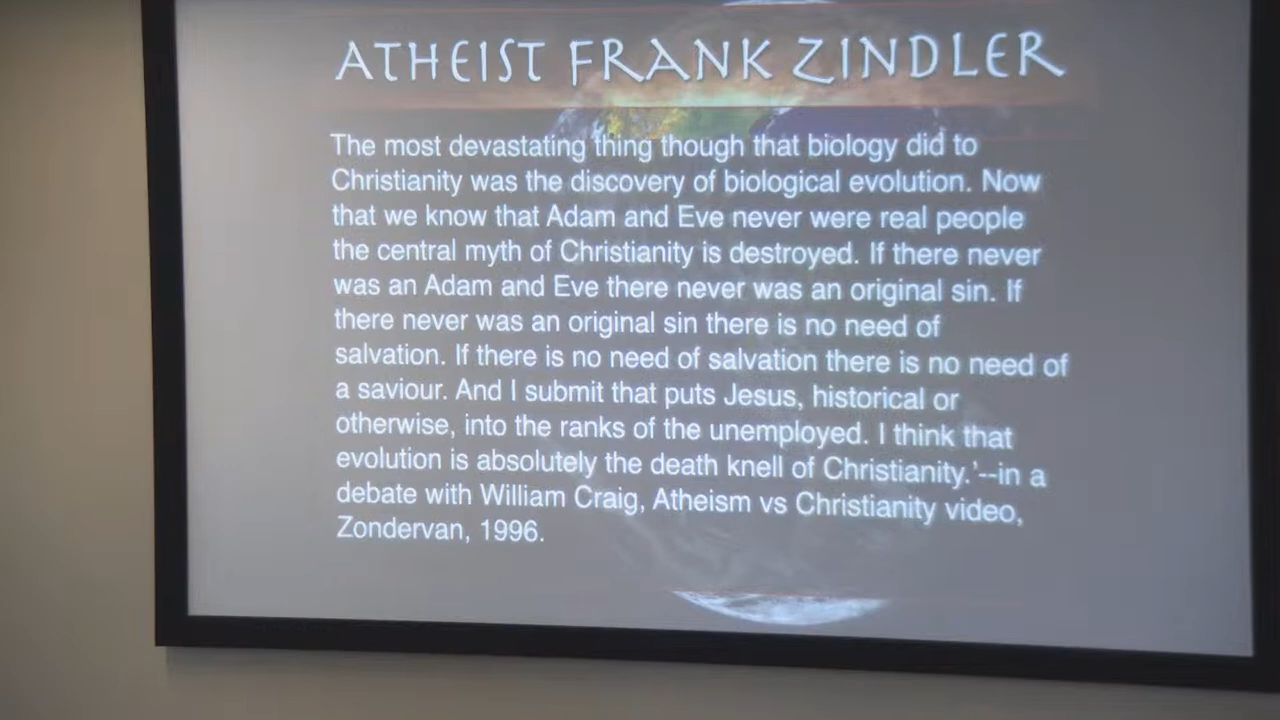 ATHEIST FRANK ZINDLER
The most devastating thing though that biology did to
Christianity was the discovery of biological evolution. Now
that we know that Adam and Eve never were real people
the central myth of Christianity is destroyed. If there never
was an Adam and Eve there never was an original sin. If
there never was an original sin there is no need of
salvation. If there is no need of salvation there is no need of
a saviour. And I submit that puts Jesus, historical or
otherwise, into the ranks of the unemployed. I think that
evolution is absolutely the death knell of Christianity.'--in a
debate with William Craig, Atheism vs Christianity video,
Zondervan, 1996.